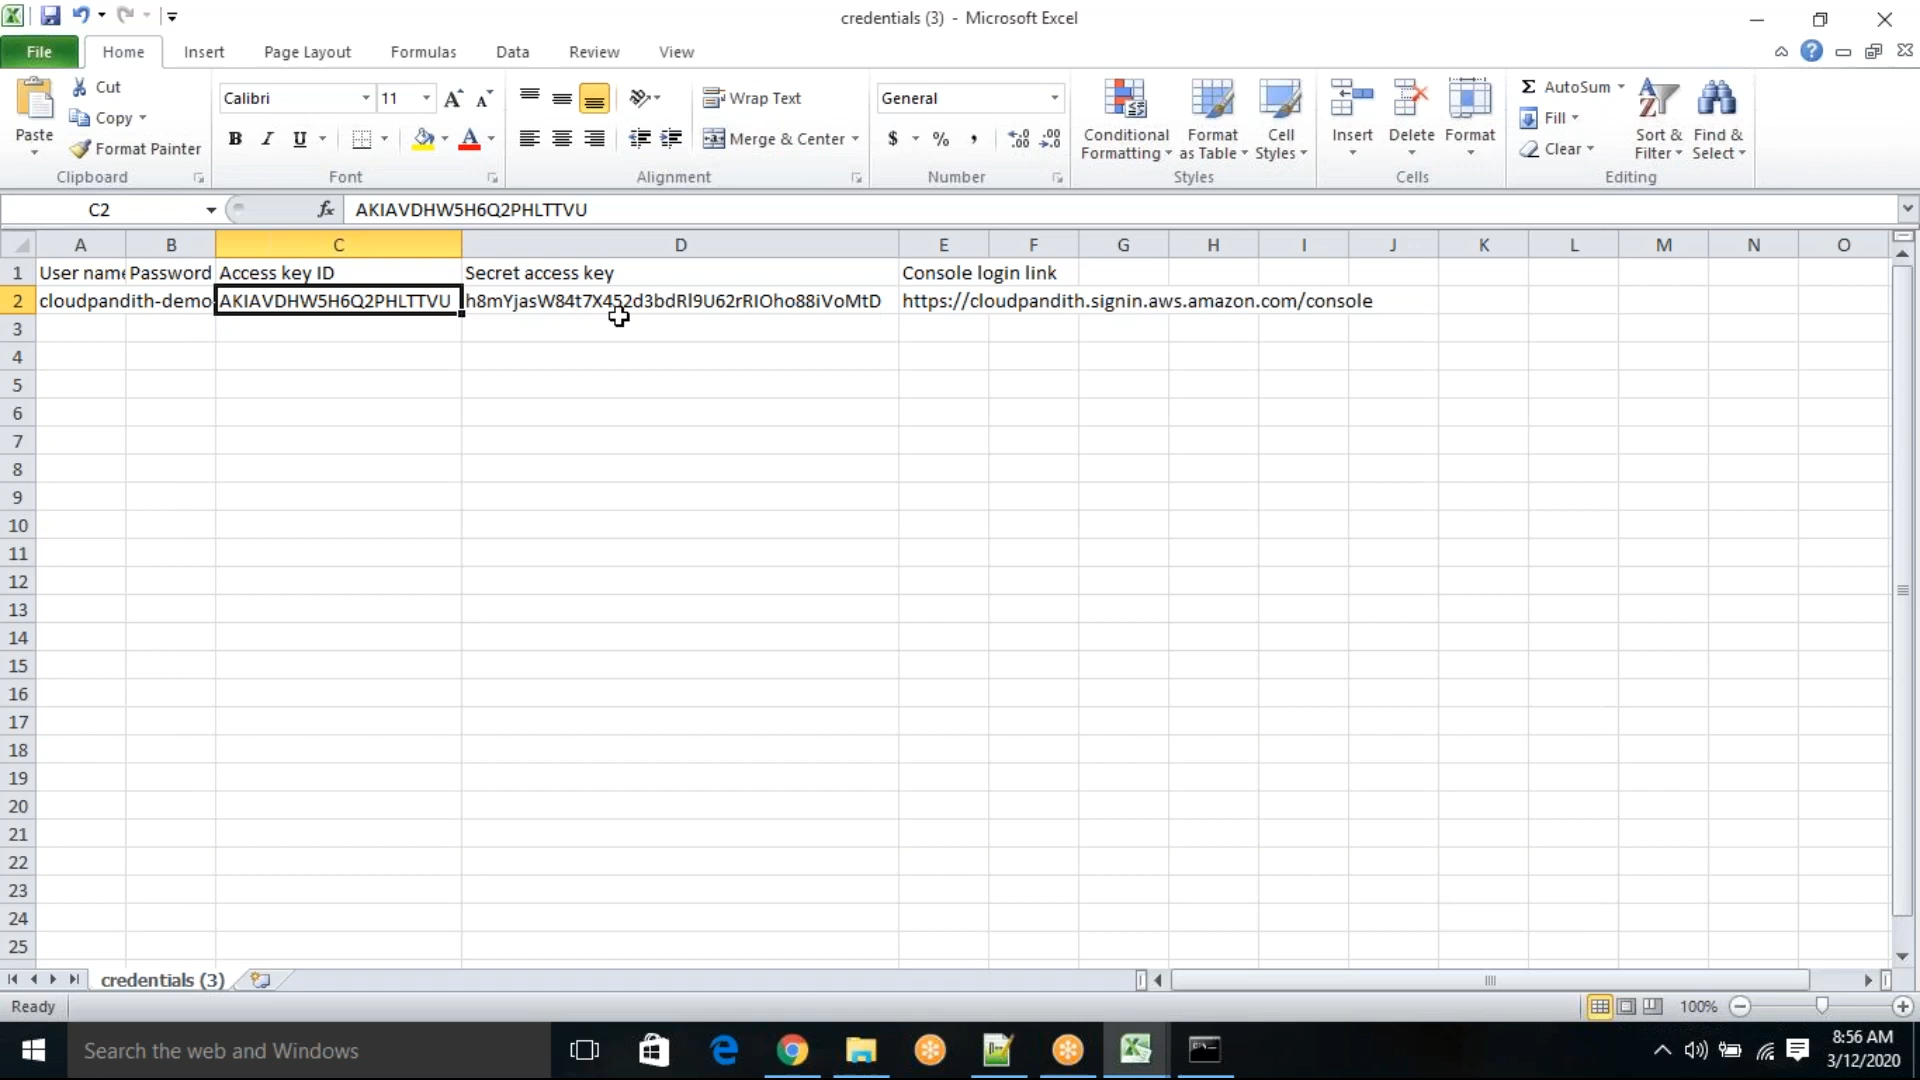 credentials (3) - Microsoft Excel
File Home Insert Page Layout Formulas Data Review View
Paste
Cut
Copy
Format Painter
Clipboard
Calibri 11
B I U
Font
Wrap Text
Merge & Center
Alignment
General
$ % ,
Number
Conditional Formatting
Format as Table
Cell Styles
Styles
Insert Delete Format
Cells
Σ AutoSum
Fill
Clear
Sort & Filter
Find & Select
Editing
C2 fx AKIAVDHW5H6Q2PHLTTVU
A B C D E F G H I J K L M N O
1 User name Password Access key ID Secret access key Console login link
2 cloudpandith-demo AKIAVDHW5H6Q2PHLTTVU https://cloudpandith.signin.aws.amazon.com/console
3
4
5
6
7
8
9
10
11
12
13
14
15
16
17
18
19
20
21
22
23
24
25
credentials (3)
Ready 100%
Search the web and Windows
8:56 AM
3/12/2020